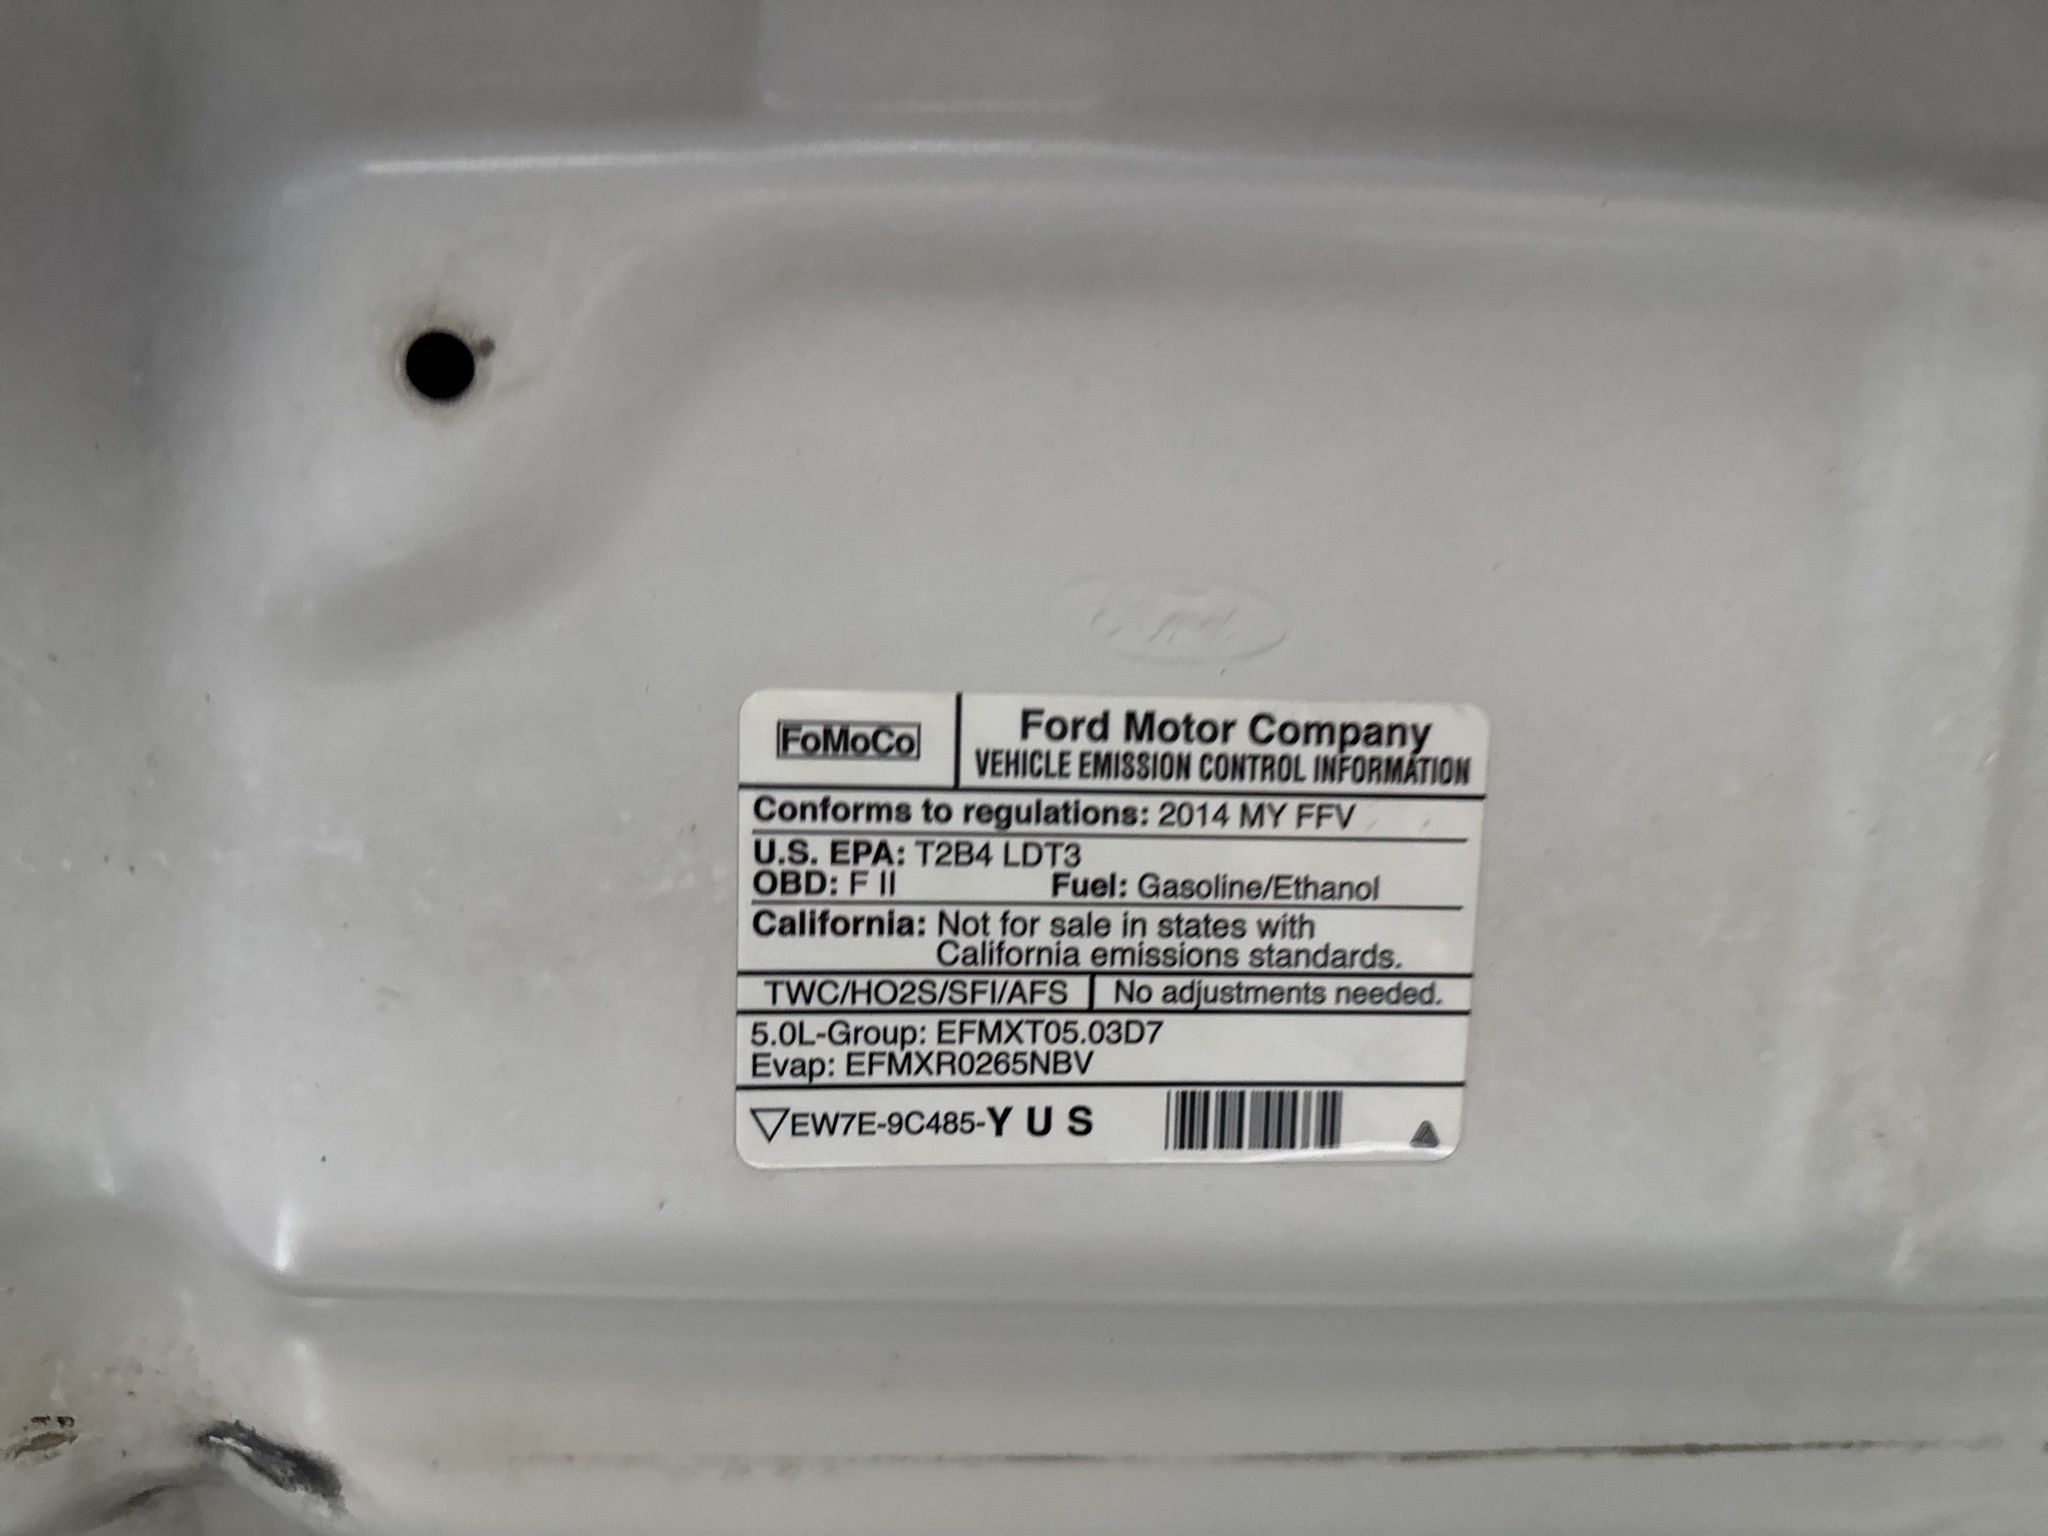 Ford
FoMoCo
Ford Motor Company
VEHICLE EMISSION CONTROL INFORMATION
Conforms to regulations: 2014 MY FFV
U.S. EPA: T2B4 LDT3
OBD: F II Fuel: Gasoline/Ethanol
California: Not for sale in states with
California emissions standards.
TWC/HO2S/SFI/AFS No adjustments needed.
5.0L-Group: EFMXT05.03D7
Evap: EFMXR0265NBV
EW7E-9C485-Y U S